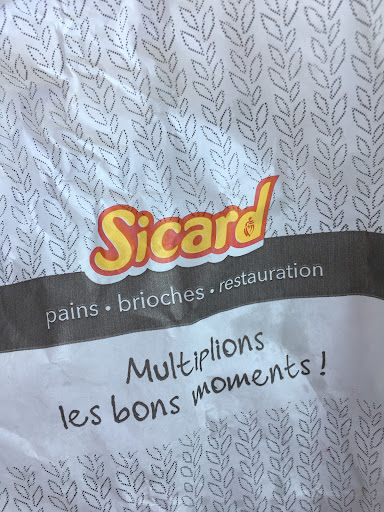 Sicard
pains • brioches • restauration
Multiplions
les bons moments !